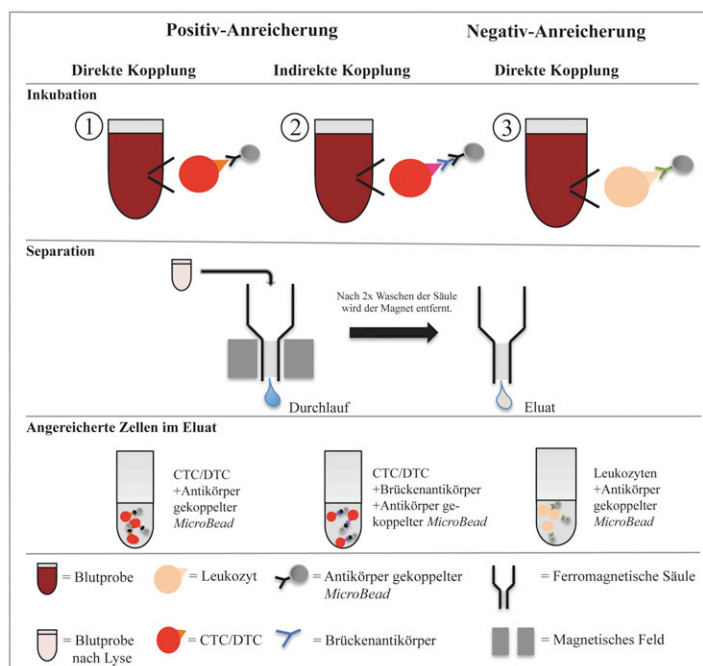 Positiv-Anreicherung
Negativ-Anreicherung
Direkte Kopplung
Indirekte Kopplung
Direkte Kopplung
Inkubation
1
2
3
Separation
Nach 2x Waschen der Säule
wird der Magnet entfernt.
Durchlauf
Eluat
Angereicherte Zellen im Eluat
CTC/DTC
+Antikörper
gekoppelter
MicroBead
CTC/DTC
+Brückenantikörper
+Antikörper ge-
koppelter MicroBead
Leukozyten
+ Antikörper
gekoppelter
MicroBead
= Blutprobe
= Leukozyt
= Antikörper gekoppelter
MicroBead
= Ferromagnetische Säule
= Blutprobe
nach Lyse
= CTC/DTC
= Brückenantikörper
= Magnetisches Feld